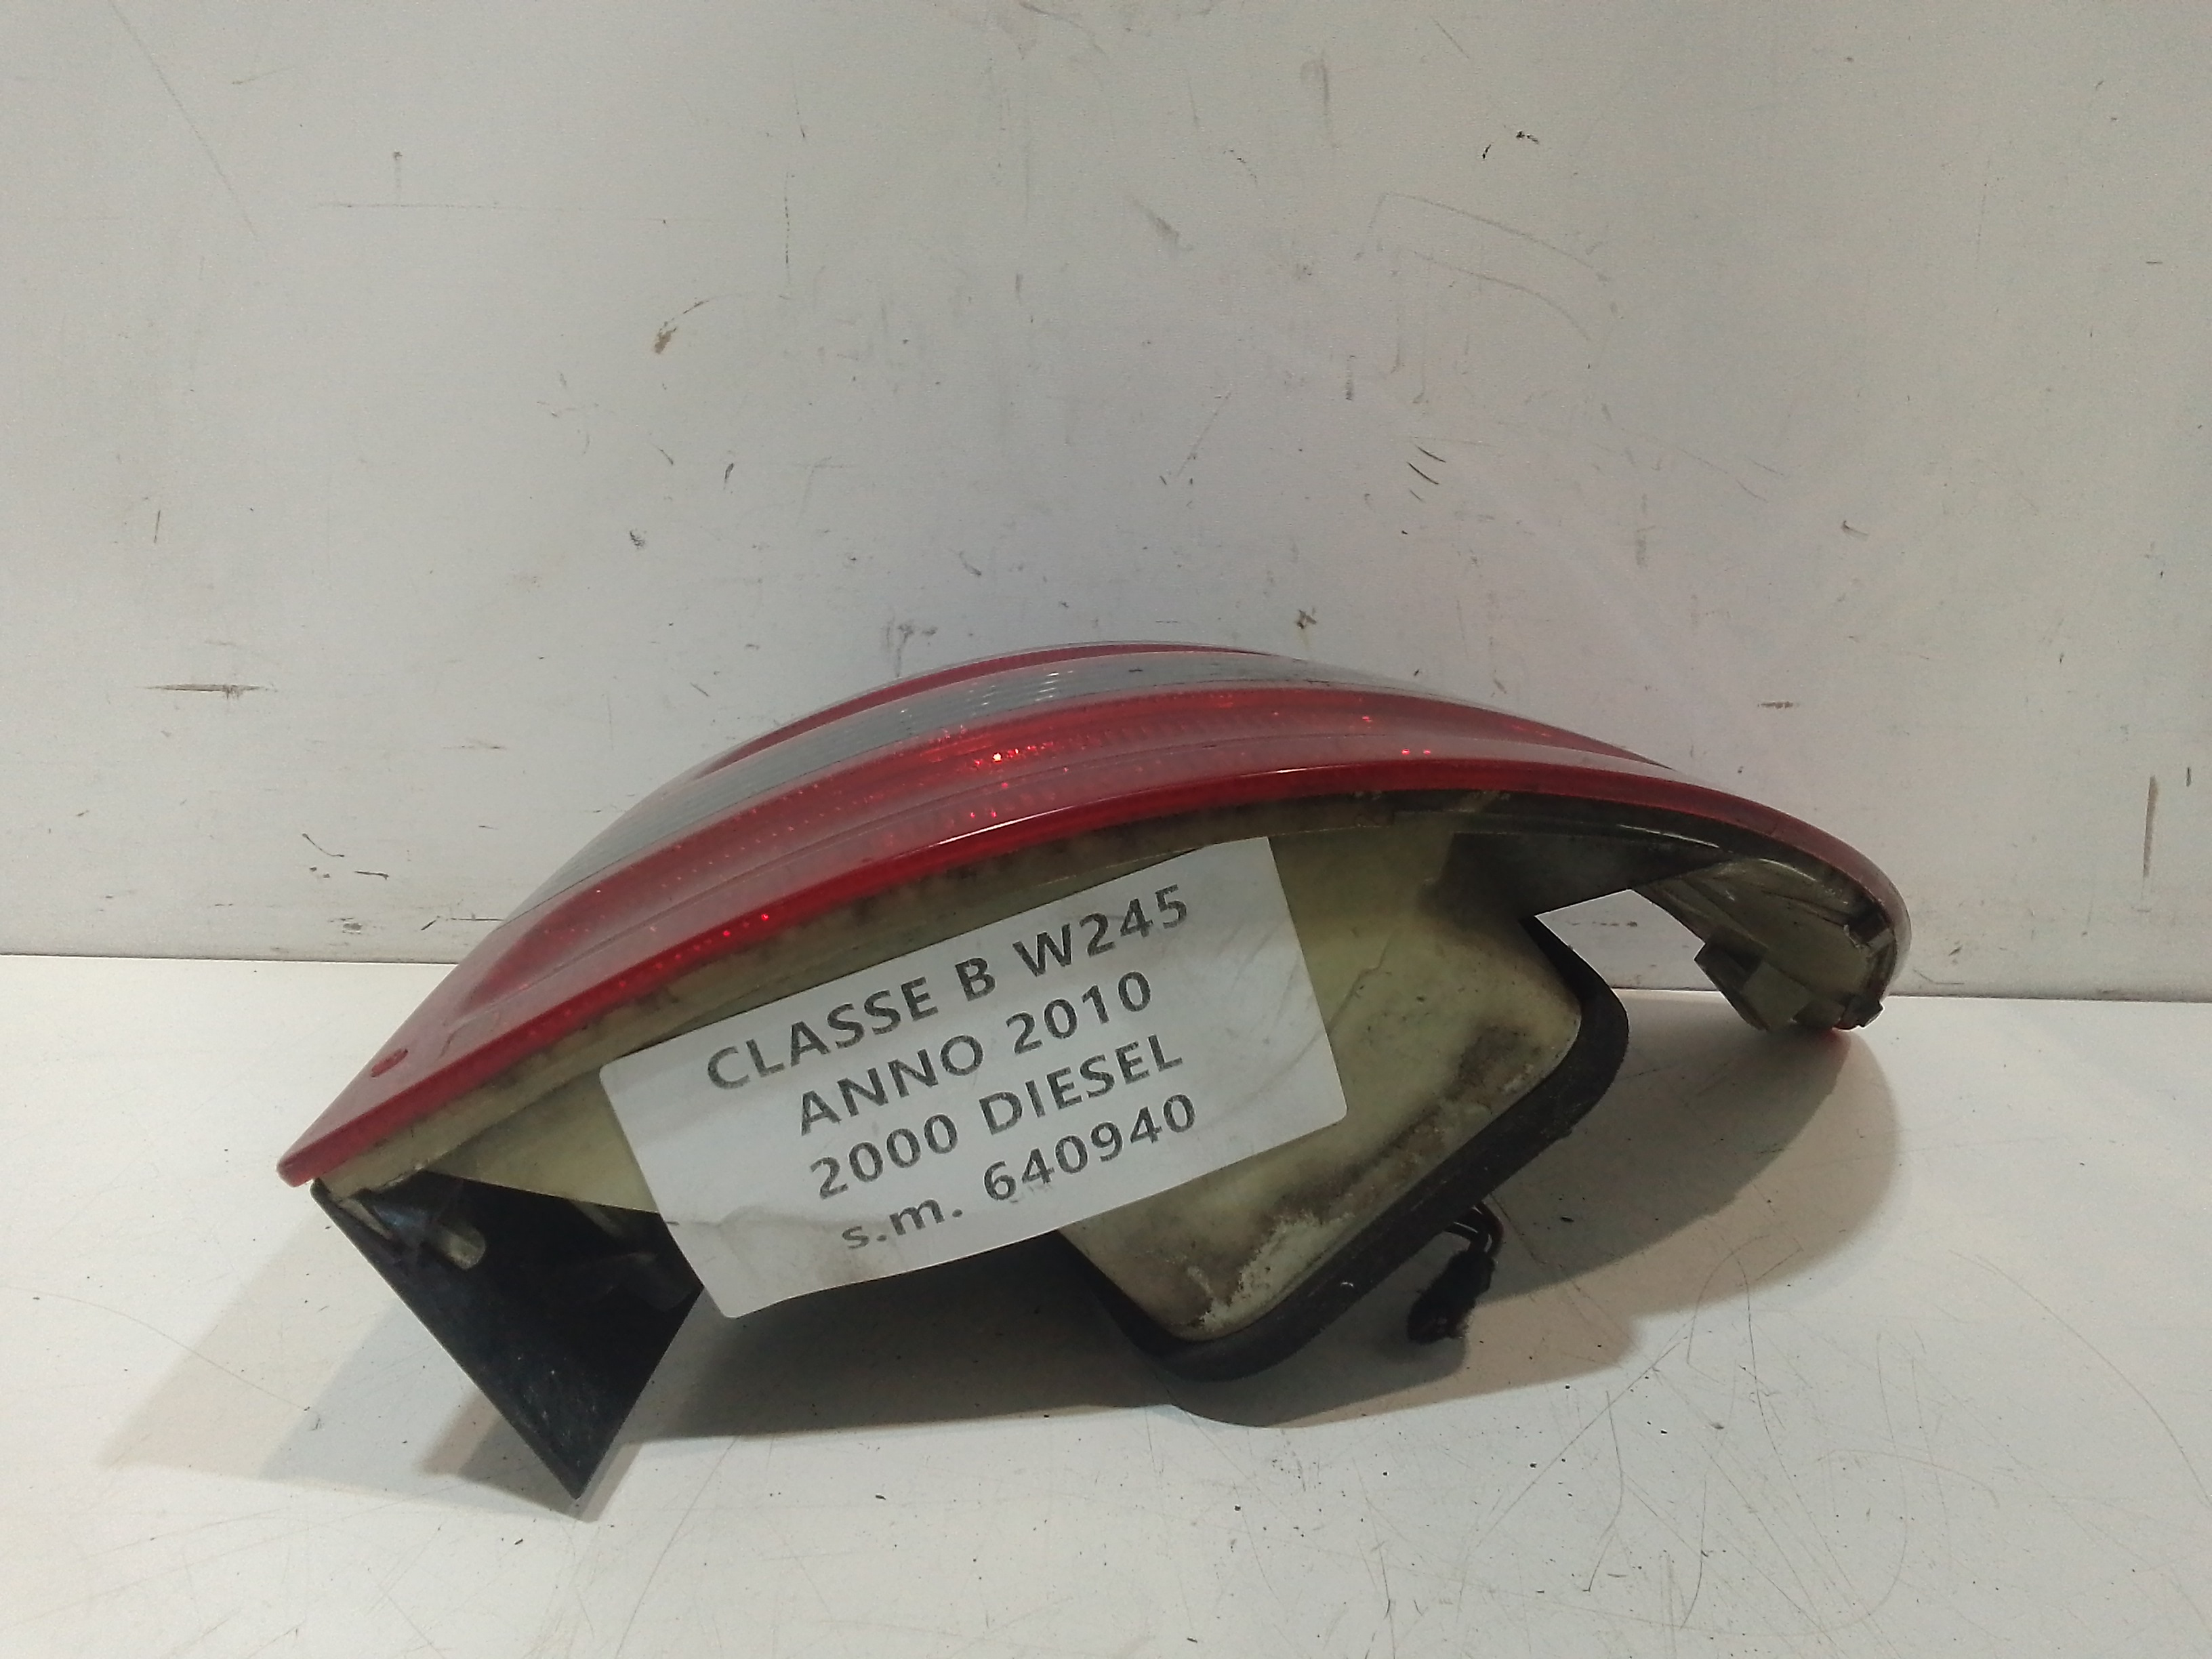 CLASSE B W245
ANNO 2010
2000 DIESEL
s.m. 640940